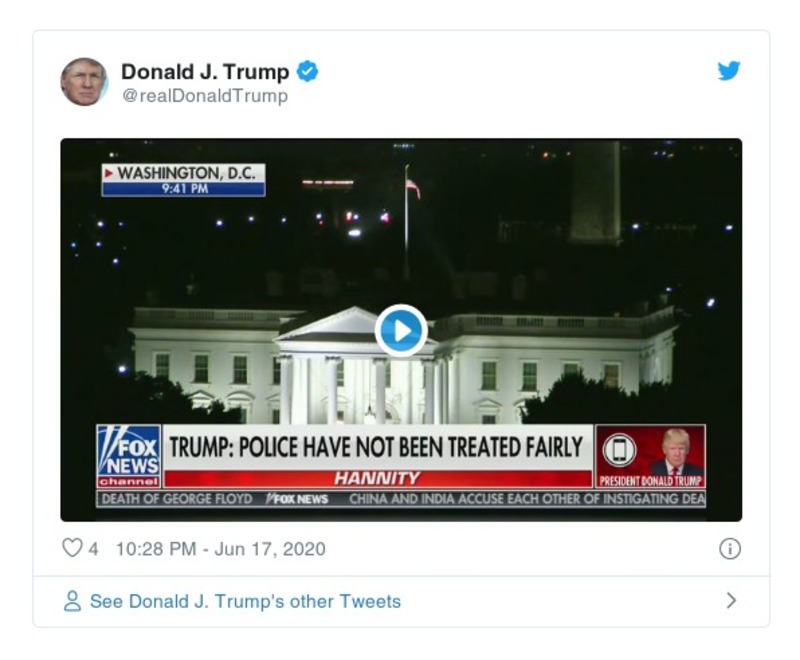 Donald J. Trump
@realDonaldTrump
WASHINGTON, D.C.
9:41 PM
FOX
NEWS
channel
TRUMP: POLICE HAVE NOT BEEN TREATED FAIRLY
HANNITY
PRESIDENT DONALD TRUMP
DEATH OF GEORGE FLOYD FOX NEWS CHINA AND INDIA ACCUSE EACH OTHER OF INSTIGATING DEA
4 10:28 PM - Jun 17, 2020
See Donald J. Trump's other Tweets